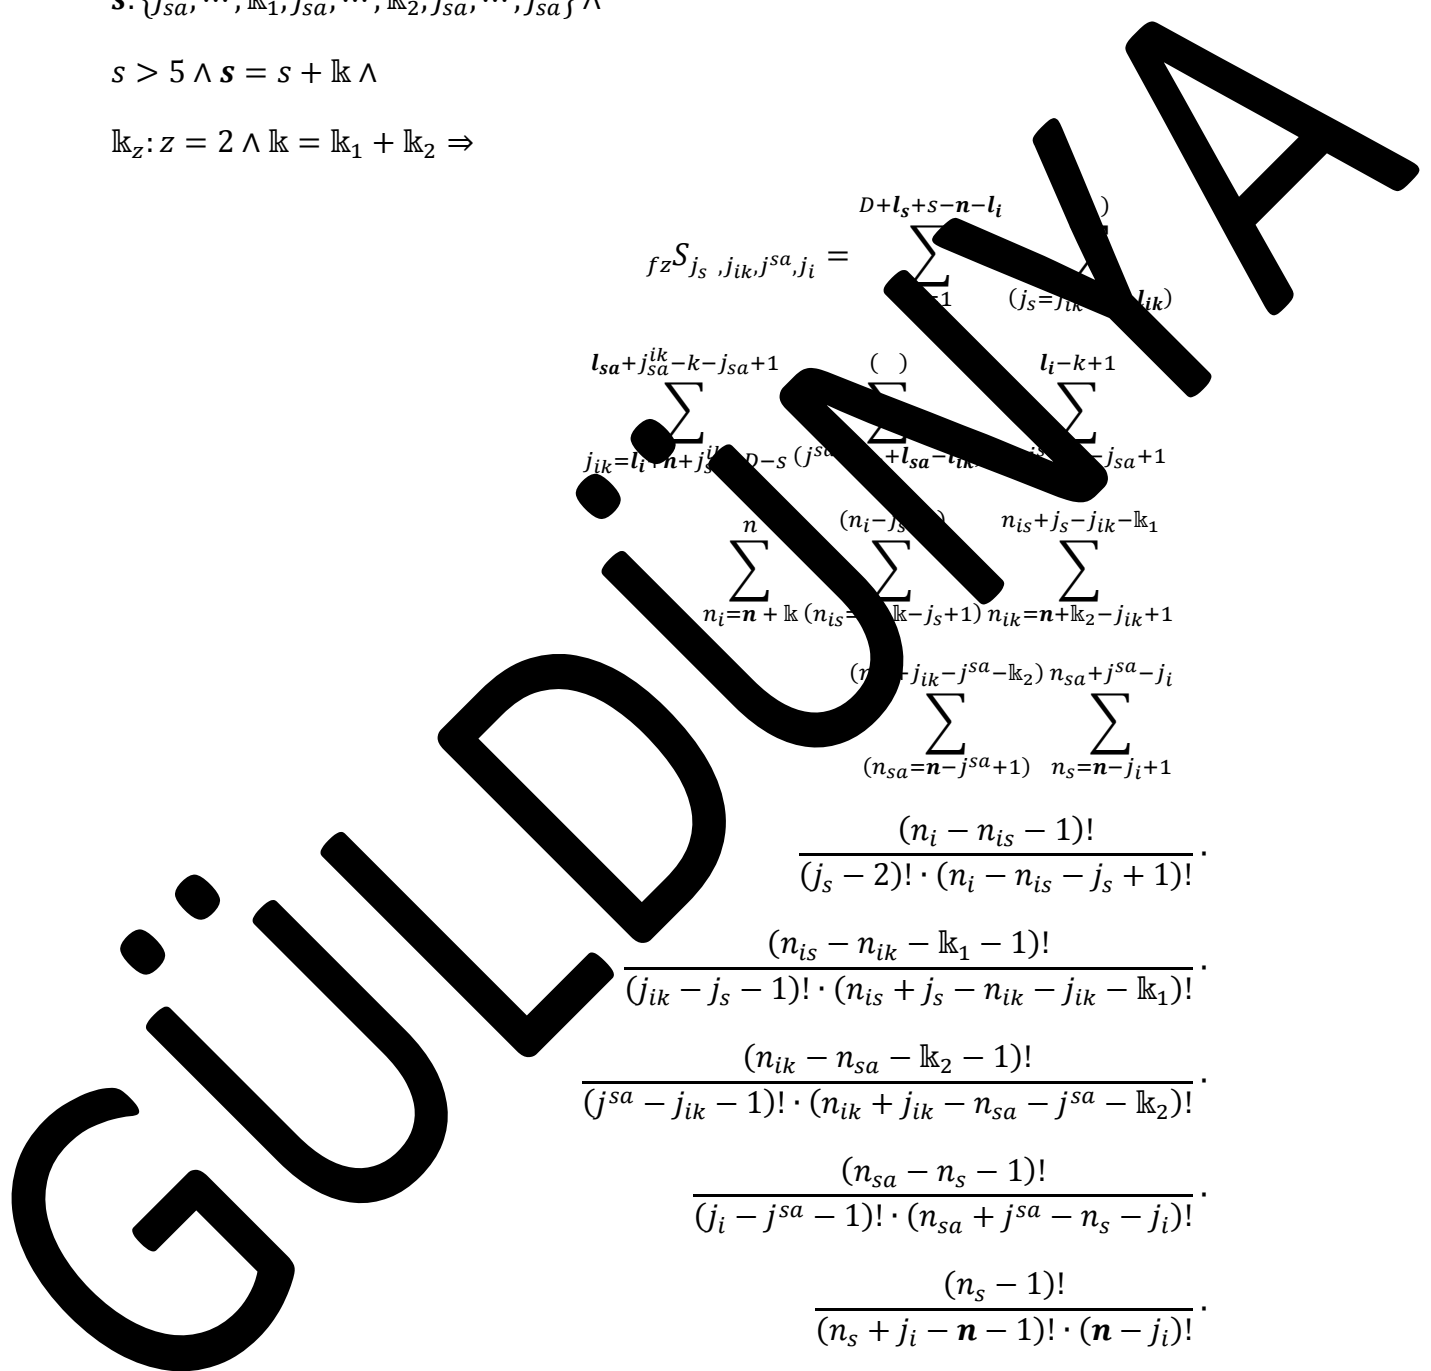 s > 5 ∧ s = s + 𝕜 ∧
𝕜_z: z = 2 ∧ 𝕜 = 𝕜_1 + 𝕜_2 ⇒
D+l_s+s−n−l_i )
_{fz}S_{j_s ,j_{ik},j^{sa},j_i} = ∑
l_{sa}+j_{sa}^{ik}−k−j_{sa}+1 ( ) l_i−k+1
∑ ∑ ∑
n (n_i−j_s n_{is}+j_s−j_{ik}−𝕜_1
∑ ∑ ∑
n_i=n + 𝕜 (n_{is}= 𝕜−j_s+1) n_{ik}=n+𝕜_2−j_{ik}+1
+j_{ik}−j^{sa}−𝕜_2) n_{sa}+j^{sa}−j_i
∑ ∑
(n_{sa}=n−j^{sa}+1) n_s=n−j_i+1
(n_i − n_{is} − 1)!
(j_s − 2)! · (n_i − n_{is} − j_s + 1)! ·
(n_{is} − n_{ik} − 𝕜_1 − 1)!
(j_{ik} − j_s − 1)! · (n_{is} + j_s − n_{ik} − j_{ik} − 𝕜_1)! ·
(n_{ik} − n_{sa} − 𝕜_2 − 1)!
(j^{sa} − j_{ik} − 1)! · (n_{ik} + j_{ik} − n_{sa} − j^{sa} − 𝕜_2)! ·
(n_{sa} − n_s − 1)!
(j_i − j^{sa} − 1)! · (n_{sa} + j^{sa} − n_s − j_i)! ·
(n_s − 1)!
(n_s + j_i − n − 1)! · (n − j_i)! ·
GÜLDÜNYA